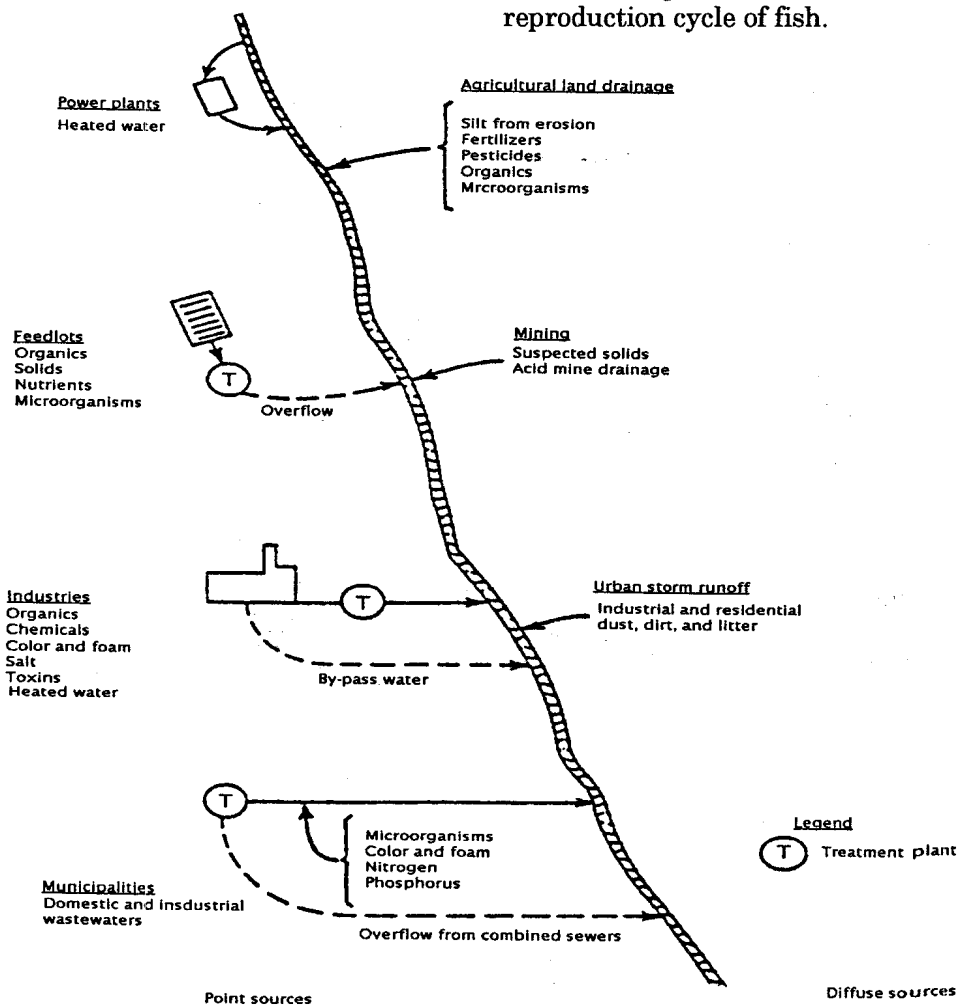 reproduction cycle of fish.
Agricultural land drainage
Silt from erosion
Fertilizers
Pesticides
Organics
Mrcroorganisms
Power plants
Heated water
Mining
Suspected solids
Acid mine drainage
Feedlots
Organics
Solids
Nutrients
Microorganisms
T
Overflow
Urban storm runoff
Industrial and residential
dust, dirt, and litter
Industries
Organics
Chemicals
Color and foam
Salt
Toxins
Heated water
T
By-pass water
T
Microorganisms
Color and foam
Nitrogen
Phosphorus
Legend
T Treatment plant
Municipalities
Domestic and insdustrial
wastewaters
Overflow from combined sewers
Point sources
Diffuse sources